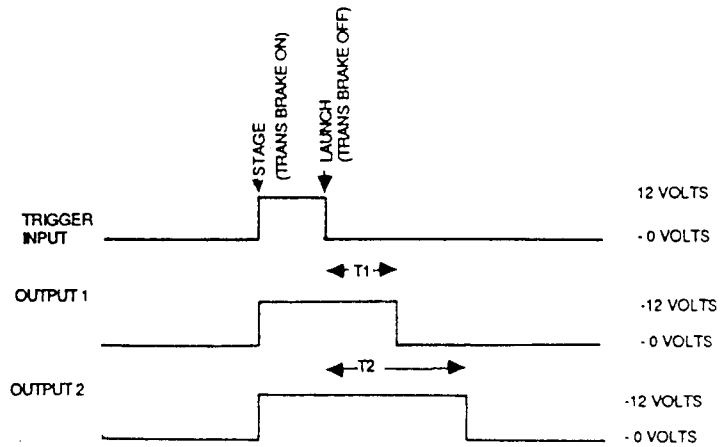 STAGE
(TRANS BRAKE ON)
LAUNCH
(TRANS BRAKE OFF)
12 VOLTS
TRIGGER
INPUT
- 0 VOLTS
T1
OUTPUT 1
-12 VOLTS
- 0 VOLTS
T2
OUTPUT 2
-12 VOLTS
- 0 VOLTS